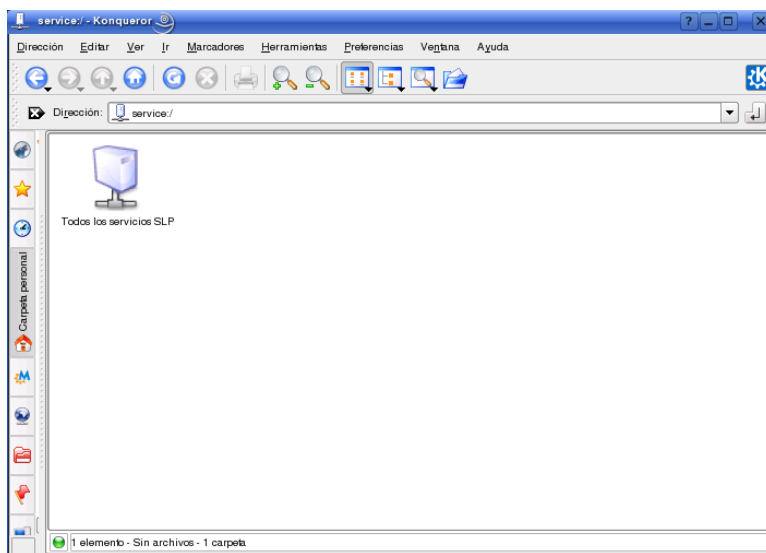 service:/ - Konqueror
Dirección Editar Ver Ir Marcadores Herramientas Preferencias Ventana Ayuda
Dirección: service:/
Todos los servicios SLP
Carpeta personal
1 elemento - Sin archivos - 1 carpeta